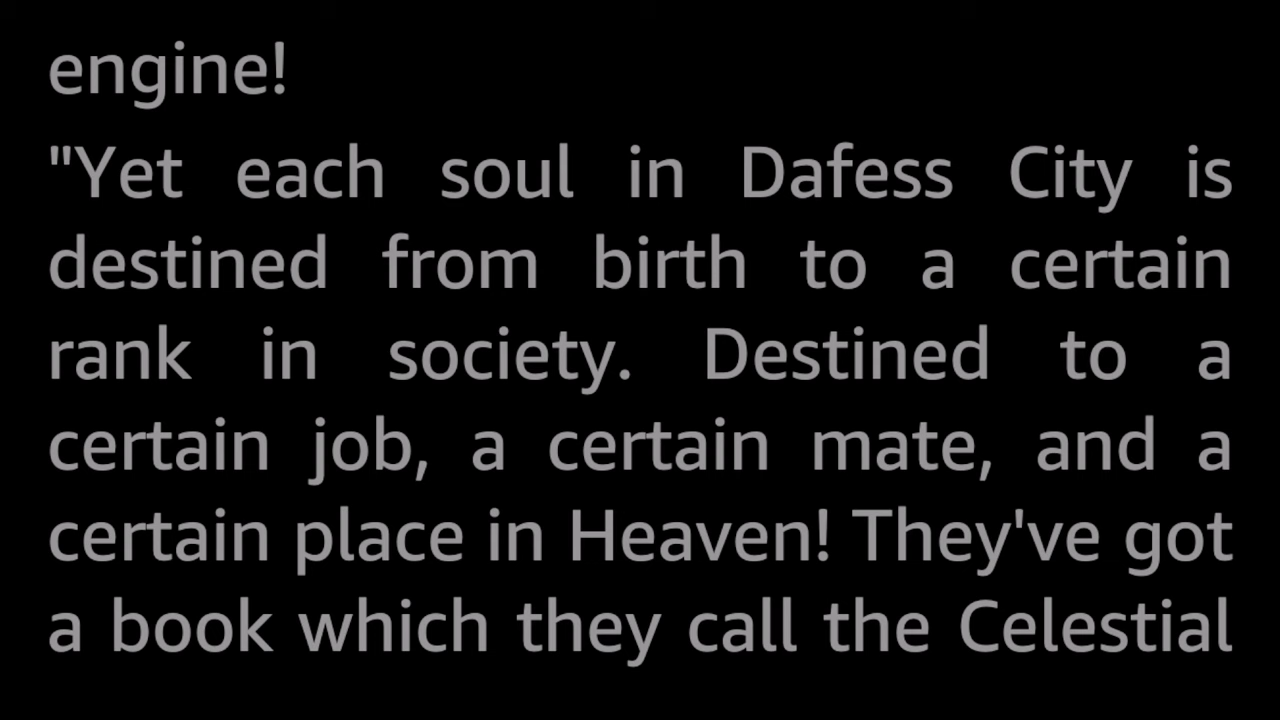 engine!
"Yet each soul in Dafess City is
destined from birth to a certain
rank in society. Destined to a
certain job, a certain mate, and a
certain place in Heaven! They've got
a book which they call the Celestial